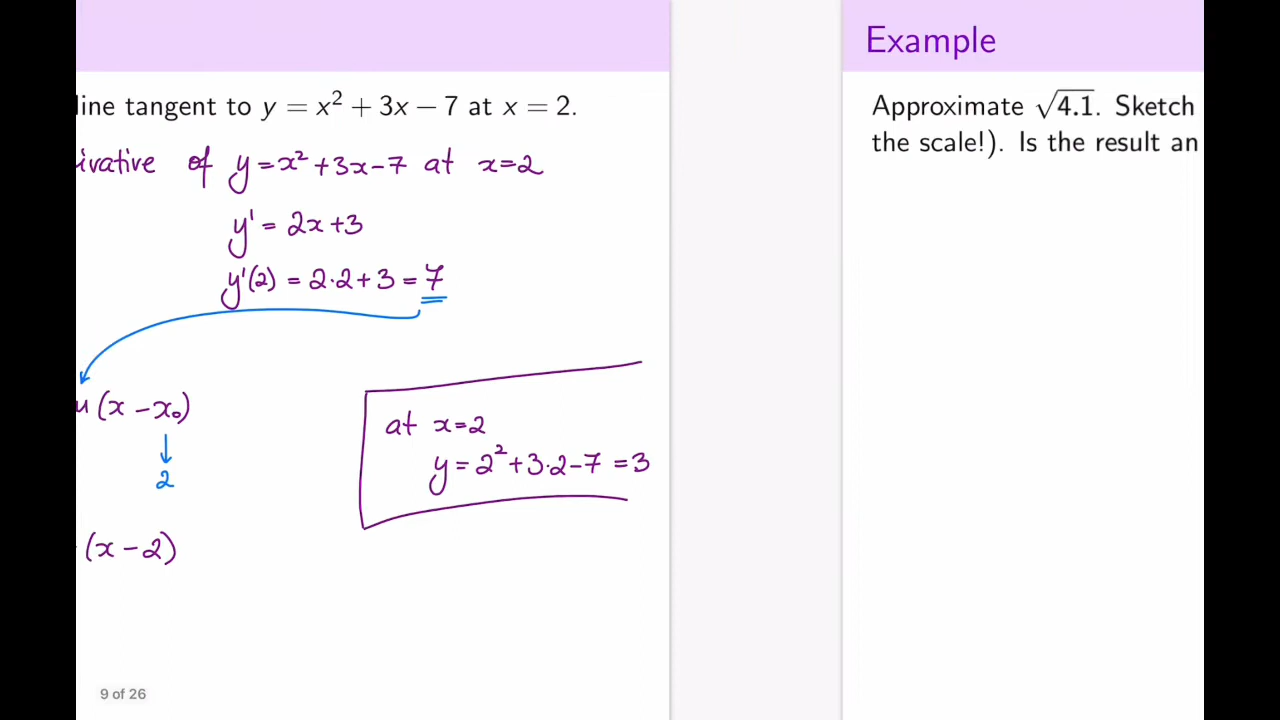 line tangent to y = x² + 3x − 7 at x = 2.
of y = x² + 3x − 7 at x = 2
y' = 2x + 3
y'(2) = 2·2 + 3 = 7
(x − x₀)
↓
2
at x = 2
y = 2² + 3·2 − 7 = 3
(x − 2)
9 of 26
Example
Approximate √4.1. Sketch
the scale!). Is the result an